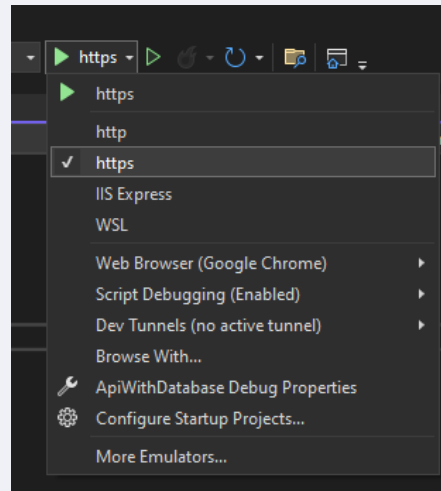 https
https
http
https
IIS Express
WSL
Web Browser (Google Chrome)
Script Debugging (Enabled)
Dev Tunnels (no active tunnel)
Browse With...
ApiWithDatabase Debug Properties
Configure Startup Projects...
More Emulators...